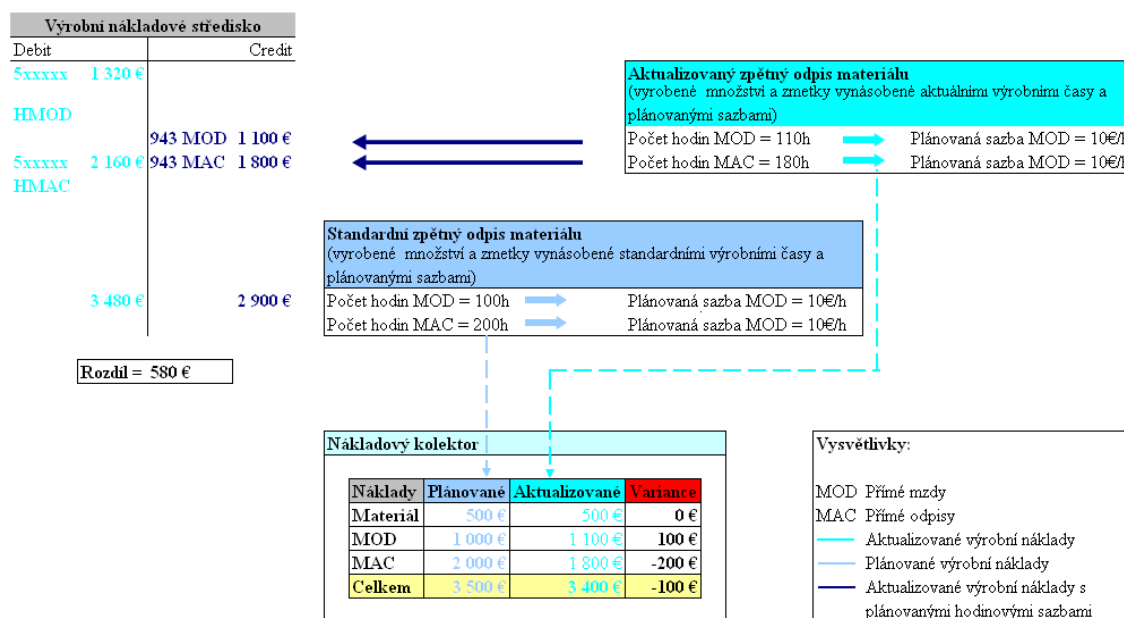 Výrobní nákladové středisko
Debit Credit
5xxxxx 1 320 €
HMOD
943 MOD 1 100 €
5xxxxx 2 160 € 943 MAC 1 800 €
HMAC
3 480 € 2 900 €
Rozdíl = 580 €
Aktualizovaný zpětný odpis materiálu
(vyrobené množství a zmetky vynásobené aktuálními výrobními časy a
plánovanými sazbami)
Počet hodin MOD = 110h Plánovaná sazba MOD = 10€/h
Počet hodin MAC = 180h Plánovaná sazba MOD = 10€/h
Standardní zpětný odpis materiálu
(vyrobené množství a zmetky vynásobené standardními výrobními časy a
plánovanými sazbami)
Počet hodin MOD = 100h Plánovaná sazba MOD = 10€/h
Počet hodin MAC = 200h Plánovaná sazba MOD = 10€/h
Nákladový kolektor
Náklady Plánované Aktualizované Variance
Materiál 500 € 500 € 0 €
MOD 1 000 € 1 100 € 100 €
MAC 2 000 € 1 800 € -200 €
Celkem 3 500 € 3 400 € -100 €
Vysvětlivky:
MOD Přímé mzdy
MAC Přímé odpisy
Aktualizované výrobní náklady
Plánované výrobní náklady
Aktualizované výrobní náklady s
plánovanými hodinovými sazbami